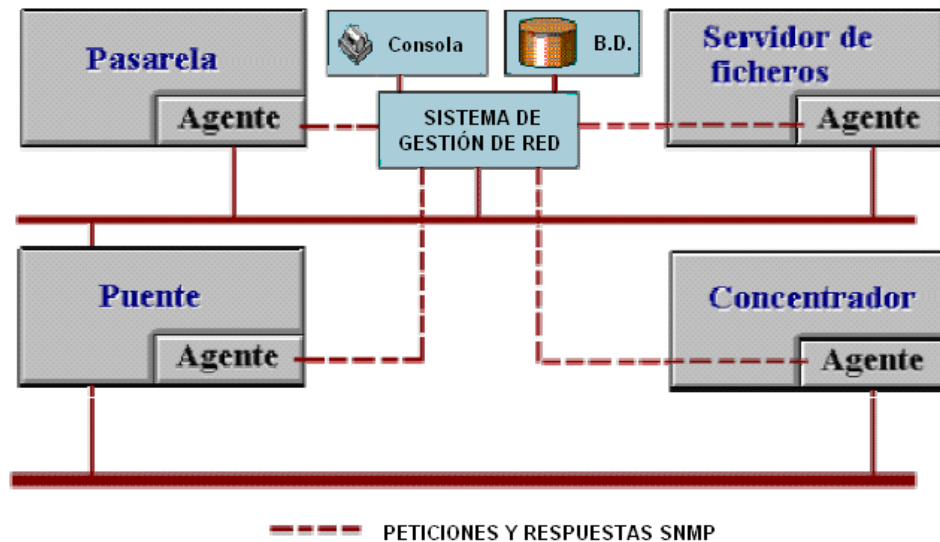 Pasarela
Agente
Consola
B.D.
Servidor de
ficheros
Agente
SISTEMA DE
GESTIÓN DE RED
Puente
Agente
Concentrador
Agente
PETICIONES Y RESPUESTAS SNMP